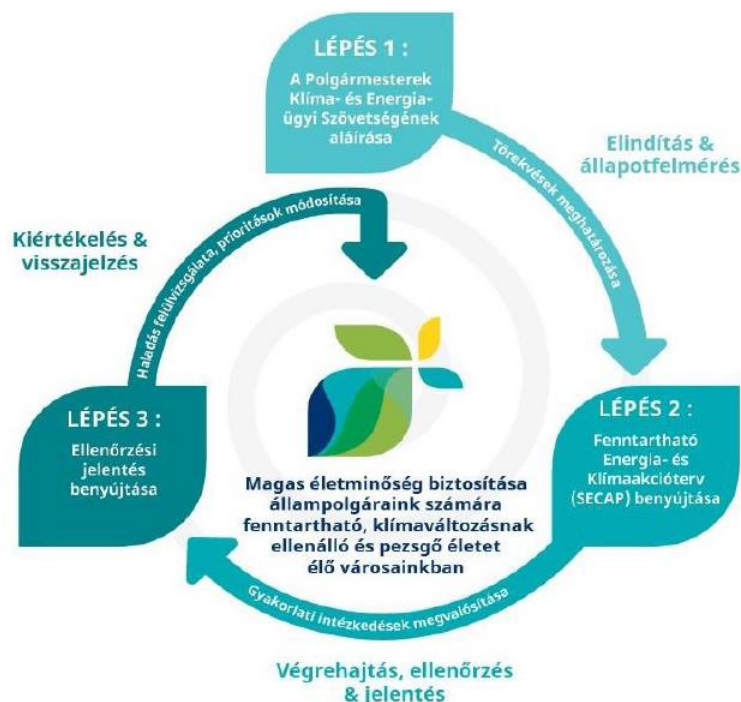 LÉPÉS 1 :
A Polgármesterek
Klíma- és Energia-
ügyi Szövetségének
aláírása
Törekvések meghatározása
Elindítás &
állapotfelmérés
LÉPÉS 2 :
Fenntartható
Energia- és
Klímaakcióterv
(SECAP) benyújtása
Gyakorlati intézkedések megvalósítása
Végrehajtás, ellenőrzés
& jelentés
LÉPÉS 3 :
Ellenőrzési
jelentés
benyújtása
Haladás felülvizsgálata, prioritások módosítása
Kiértékelés &
visszajelzés
Magas életminőség biztosítása
állampolgáraink számára
fenntartható, klímaváltozásnak
ellenálló és pezsgő életet
élő városainkban